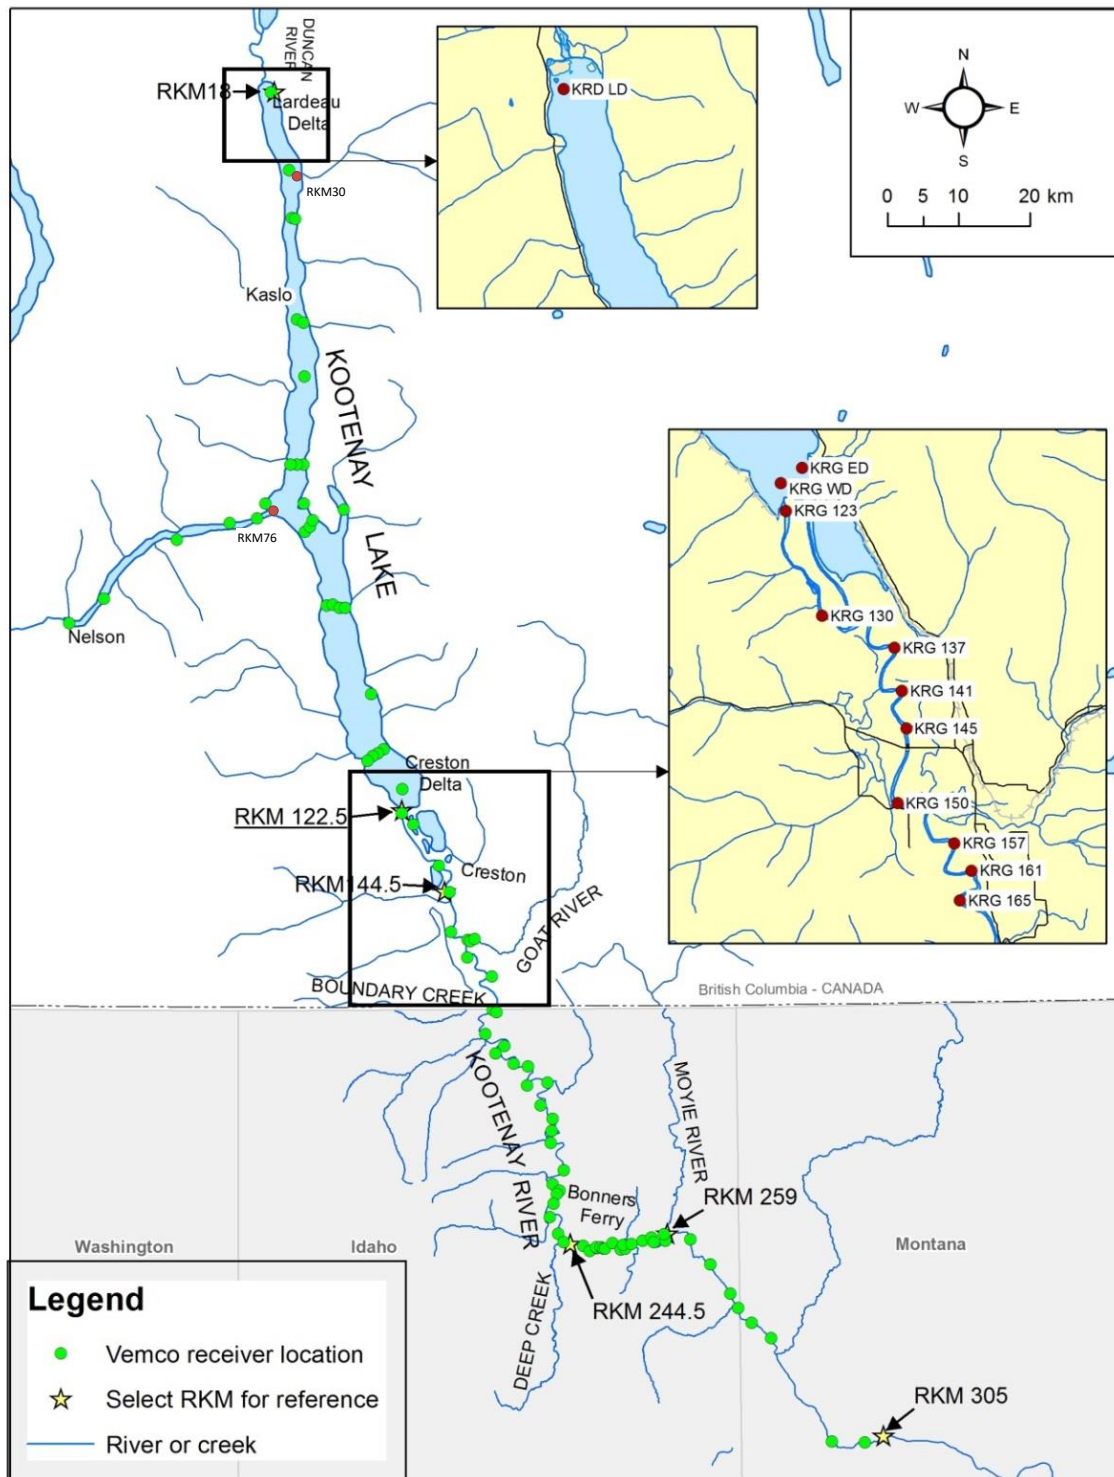 DUNCAN
RIVER
RKM18
Lardeau
Delta
KRD LD
N
W
E
S
0 10 20 km
RKM30
Kaslo
KOOTENAY
LAKE
RKM76
Nelson
KRG ED
KRG WD
KRG 123
KRG 130
KRG 137
KRG 141
KRG 145
KRG 150
KRG 157
KRG 161
KRG 165
Creston
Delta
RKM 122.5
Creston
RKM144.5
GOAT RIVER
BOUNDARY CREEK
British Columbia - CANADA
KOOTENAY RIVER
MOYIE RIVER
Bonners
Ferry
RKM 259
Washington
Idaho
Montana
DEEP CREEK
RKM 244.5
RKM 305
Legend
Vemco receiver location
Select RKM for reference
River or creek